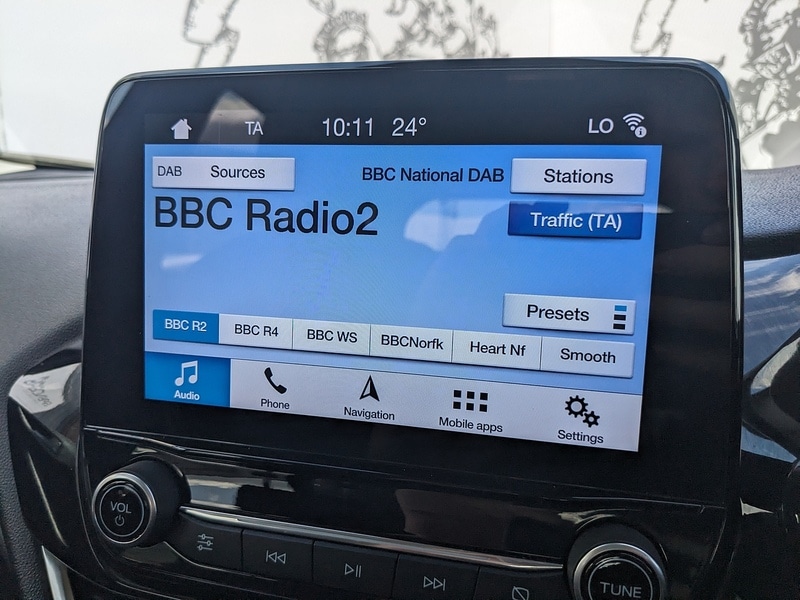 TA 10:11 24° LO
DAB Sources BBC National DAB Stations
BBC Radio2
Traffic (TA)
Presets
BBC R2 BBC R4 BBC WS BBCNorfk Heart Nf Smooth
Audio Phone Navigation Mobile apps Settings
VOL
TUNE